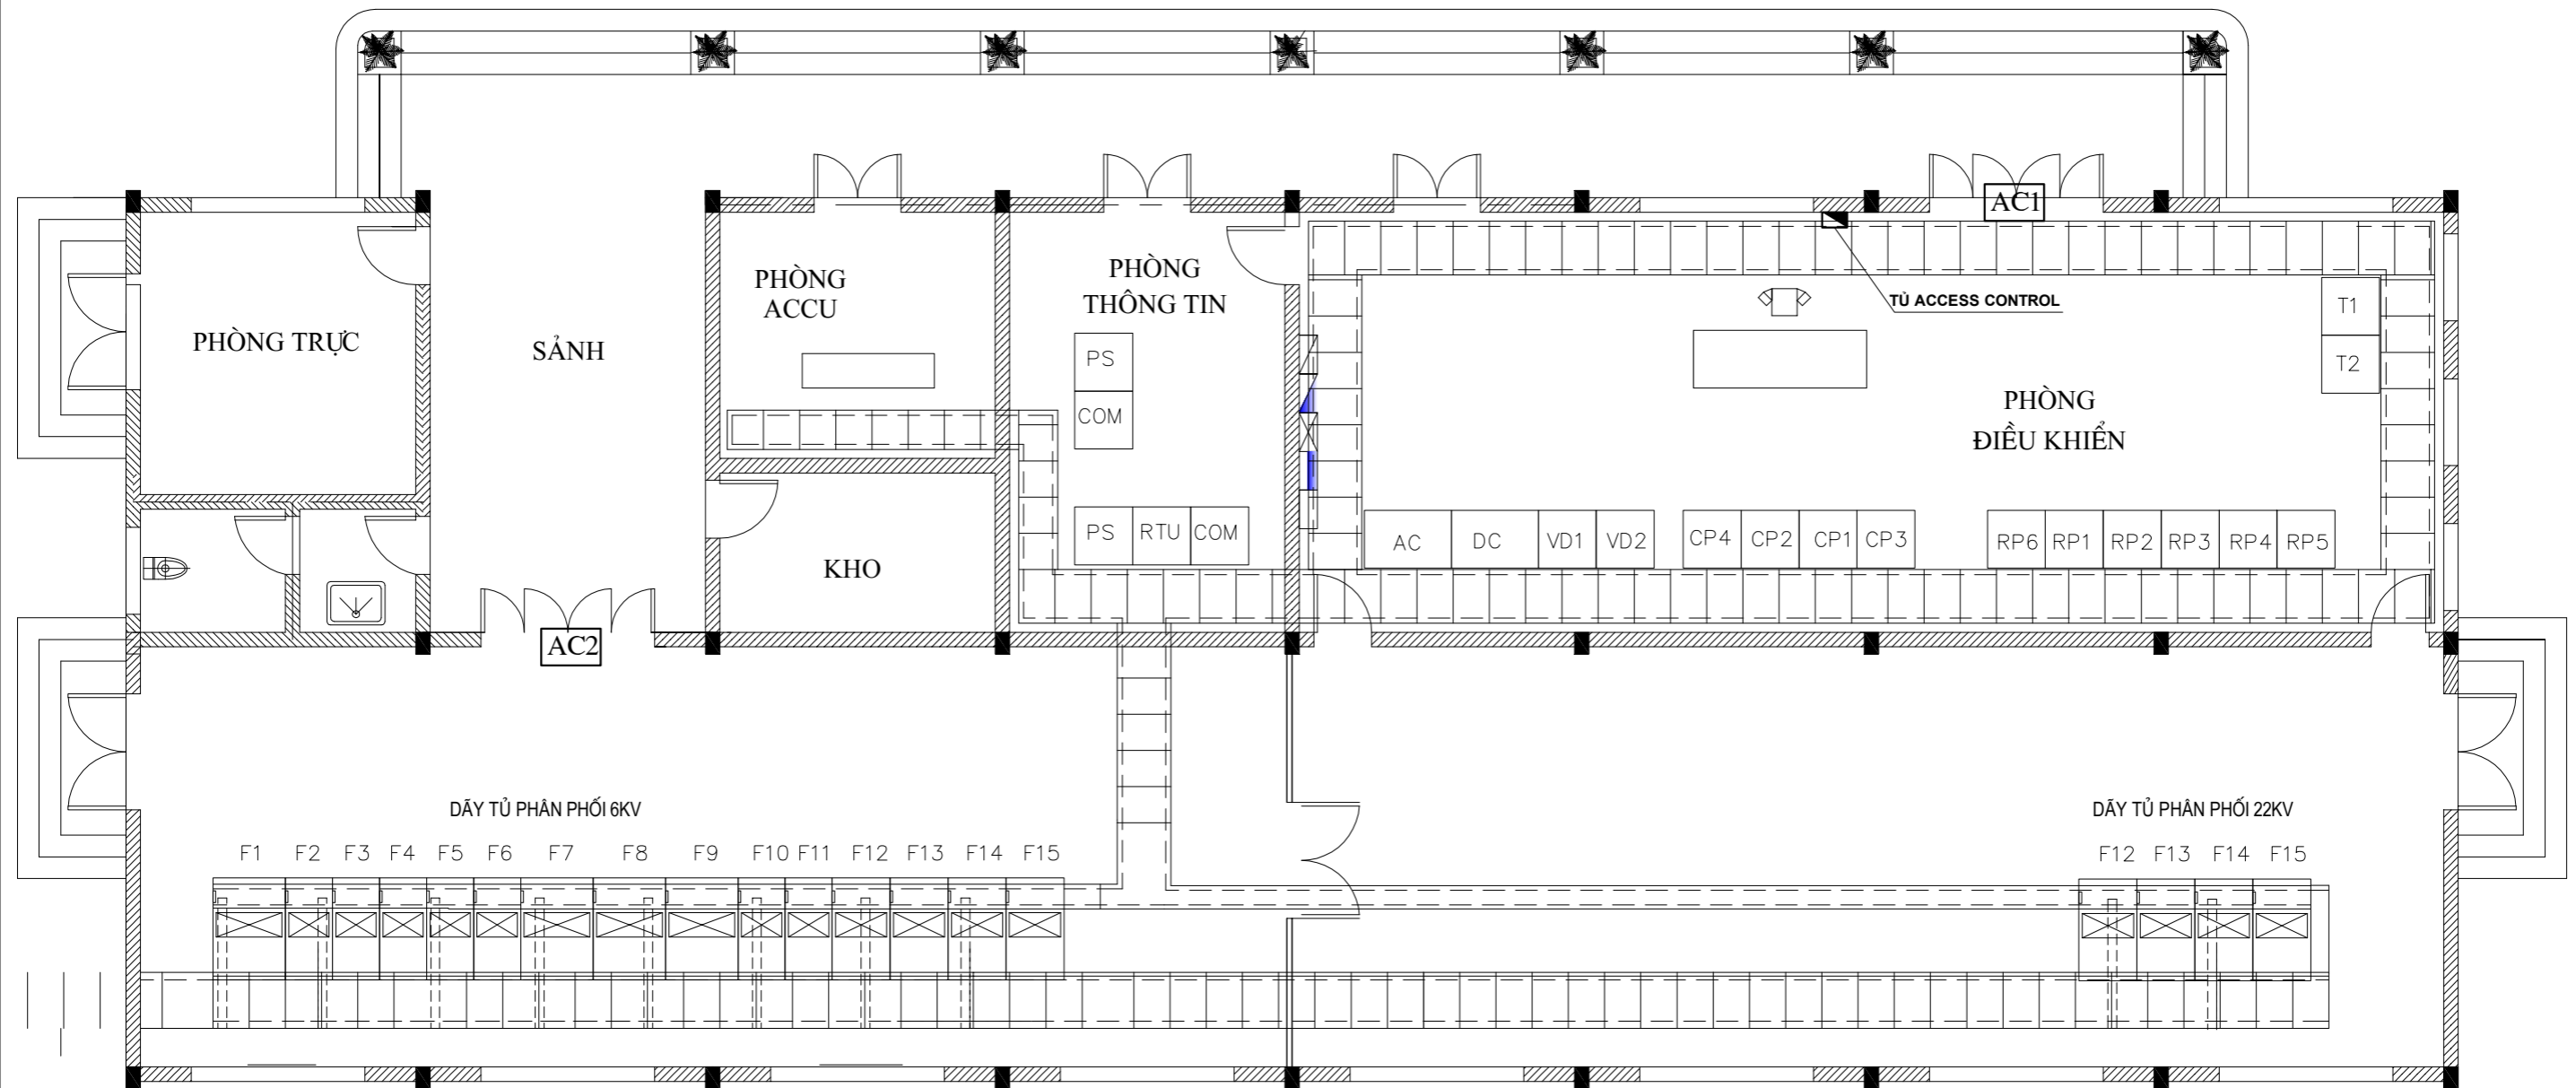 AC1
PHÒNG
ACCU
PHÒNG
THÔNG TIN
TỦ ACCESS CONTROL
T1
T2
PHÒNG TRỰC
SẢNH
PS
COM
PHÒNG
ĐIỀU KHIỂN
KHO
PS RTU COM
AC DC VD1 VD2 CP4 CP2 CP1 CP3 RP6 RP1 RP2 RP3 RP4 RP5
AC2
DÃY TỦ PHÂN PHỐI 6KV
DÃY TỦ PHÂN PHỐI 22KV
F1 F2 F3 F4 F5 F6 F7 F8 F9 F10 F11 F12 F13 F14 F15
F12 F13 F14 F15